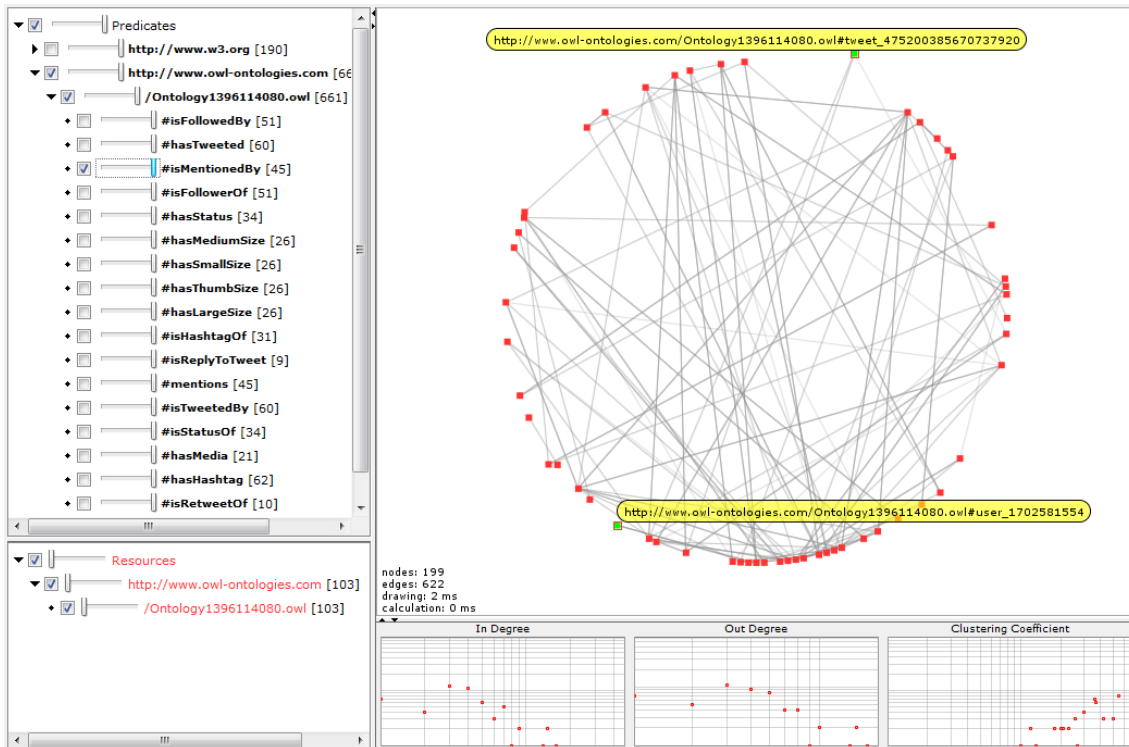 Predicates
http://www.w3.org [190]
http://www.owl-ontologies.com [66
/Ontology1396114080.owl [661]
#isFollowedBy [51]
#hasTweeted [60]
#isMentionedBy [45]
#isFollowerOf [51]
#hasStatus [34]
#hasMediumSize [26]
#hasSmallSize [26]
#hasThumbSize [26]
#hasLargeSize [26]
#isHashtagOf [31]
#isReplyToTweet [9]
#mentions [45]
#isTweetedBy [60]
#isStatusOf [34]
#hasMedia [21]
#hasHashtag [62]
#isRetweetOf [10]
Resources
http://www.owl-ontologies.com [103]
/Ontology1396114080.owl [103]
http://www.owl-ontologies.com/Ontology1396114080.owl#tweet_475200385670737920
http://www.owl-ontologies.com/Ontology1396114080.owl#user_1702581554
nodes: 199
edges: 622
drawing: 2 ms
calculation: 0 ms
In Degree
Out Degree
Clustering Coefficient